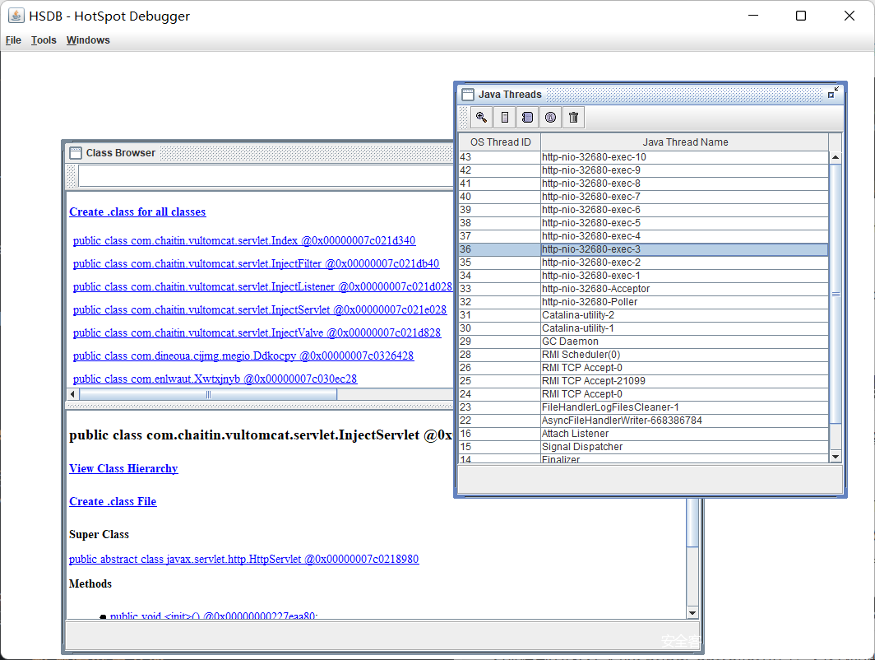 HSDB - HotSpot Debugger
File Tools Windows
Java Threads
OS Thread ID Java Thread Name
43 http-nio-32680-exec-10
42 http-nio-32680-exec-9
41 http-nio-32680-exec-8
40 http-nio-32680-exec-7
39 http-nio-32680-exec-6
38 http-nio-32680-exec-5
37 http-nio-32680-exec-4
36 http-nio-32680-exec-3
35 http-nio-32680-exec-2
34 http-nio-32680-exec-1
33 http-nio-32680-Acceptor
32 http-nio-32680-Poller
31 Catalina-utility-2
30 Catalina-utility-1
29 GC Daemon
28 RMI Scheduler(0)
26 RMI TCP Accept-0
25 RMI TCP Accept-21099
24 RMI TCP Accept-0
23 FileHandlerLogFilesCleaner-1
22 AsyncFileHandlerWriter-668386784
16 Attach Listener
15 Signal Dispatcher
14 Finalizer
Class Browser
Create .class for all classes
public class com.chaitin.vultomcat.servlet.Index @0x00000007c021d340
public class com.chaitin.vultomcat.servlet.InjectFilter @0x00000007c021db40
public class com.chaitin.vultomcat.servlet.InjectListener @0x00000007c021d028
public class com.chaitin.vultomcat.servlet.InjectServlet @0x00000007c021e028
public class com.chaitin.vultomcat.servlet.InjectValve @0x00000007c021d828
public class com.dineoua.cijmg.megio.Ddkocpv @0x00000007c0326428
public class com.enlwaut.Xwtxjnyb @0x00000007c030ec28
public class com.chaitin.vultomcat.servlet.InjectServlet @0x
View Class Hierarchy
Create .class File
Super Class
public abstract class javax.servlet.http.HttpServlet @0x00000007c0218980
Methods
public void <init>() @0x00000000227eaa80;
安全客